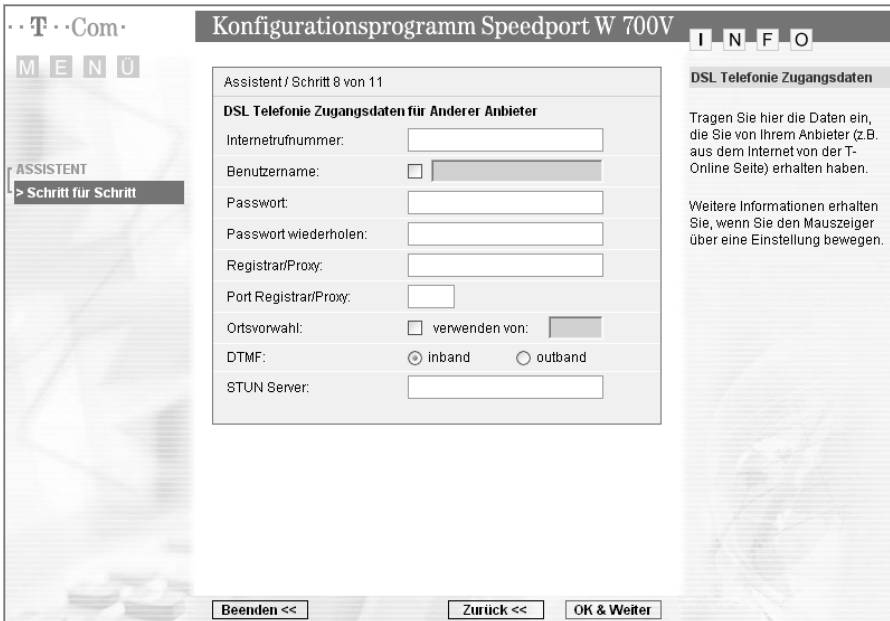 · · T · · Com ·
Konfigurationsprogramm Speedport W 700V
MENÜ
ASSISTENT
> Schritt für Schritt
Assistent / Schritt 8 von 11
DSL Telefonie Zugangsdaten für Anderer Anbieter
Internetrufnummer:
Benutzername:
Passwort:
Passwort wiederholen:
Registrar/Proxy:
Port Registrar/Proxy:
Ortsvorwahl: verwenden von:
DTMF: inband outband
STUN Server:
Beenden << Zurück << OK & Weiter
INFO
DSL Telefonie Zugangsdaten
Tragen Sie hier die Daten ein,
die Sie von Ihrem Anbieter (z.B.
aus dem Internet von der T-
Online Seite) erhalten haben.
Weitere Informationen erhalten
Sie, wenn Sie den Mauszeiger
über eine Einstellung bewegen.